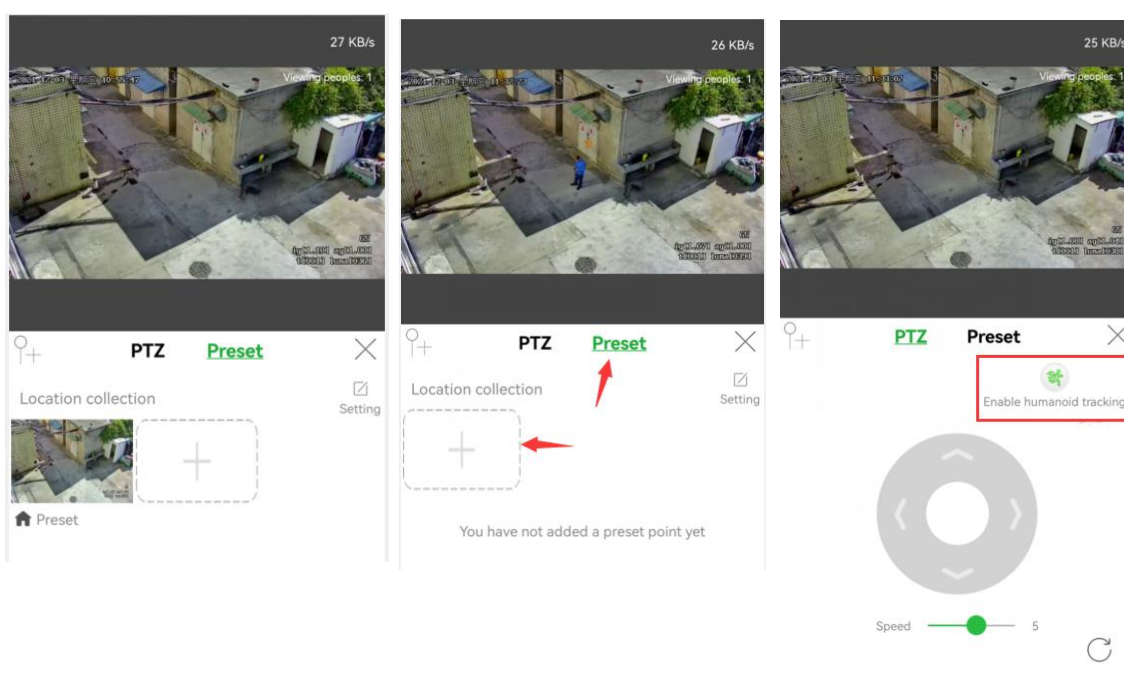 27 KB/s
Viewing peoples: 1
PTZ
Preset
Location collection
Setting
Preset
26 KB/s
Viewing peoples: 1
PTZ
Preset
Location collection
Setting
You have not added a preset point yet
25 KB/s
Viewing peoples: 1
PTZ
Preset
Enable humanoid tracking
Speed
5